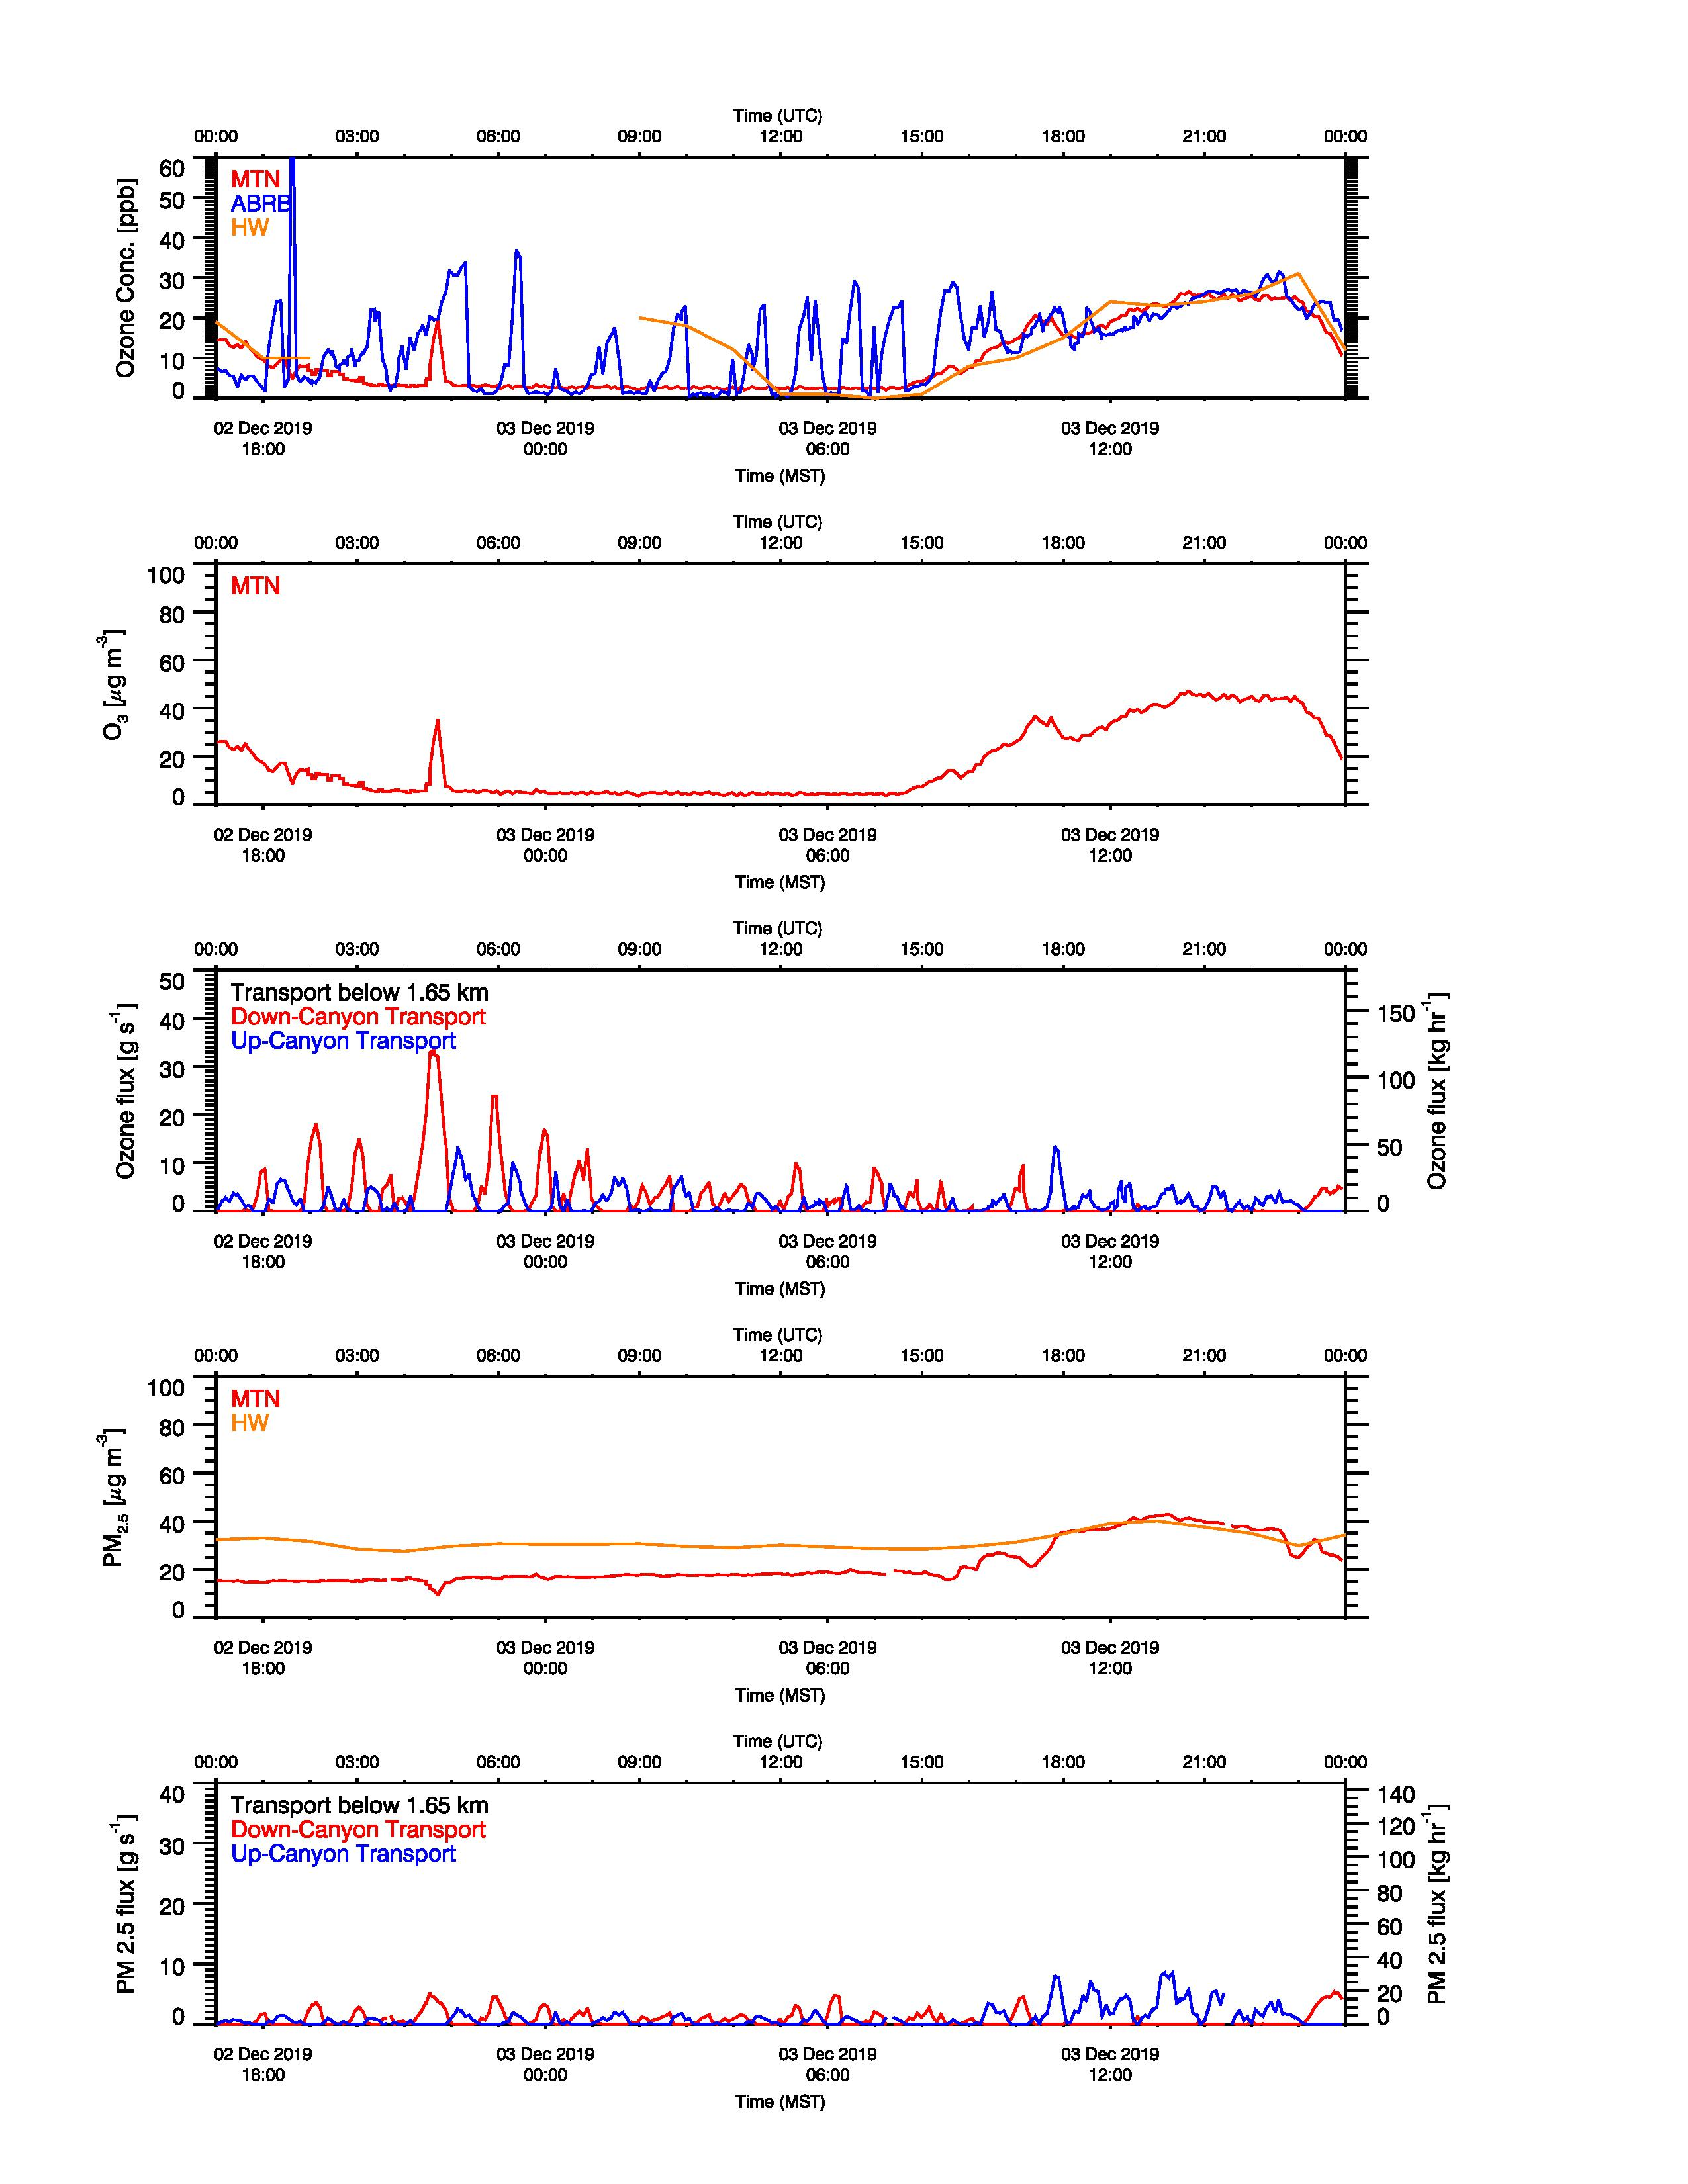 Time (UTC)
00:00 03:00 06:00 09:00 12:00 15:00 18:00 21:00 00:00
60
50
40
30
20
10
0
Ozone Conc. [ppb]
MTN
ABRB
HW
02 Dec 2019 03 Dec 2019 03 Dec 2019 03 Dec 2019
18:00 00:00 06:00 12:00
Time (MST)
Time (UTC)
00:00 03:00 06:00 09:00 12:00 15:00 18:00 21:00 00:00
100
80
60
40
20
0
O₃ [μg m⁻³]
MTN
02 Dec 2019 03 Dec 2019 03 Dec 2019 03 Dec 2019
18:00 00:00 06:00 12:00
Time (MST)
Time (UTC)
00:00 03:00 06:00 09:00 12:00 15:00 18:00 21:00 00:00
50
40
30
20
10
0
Ozone flux [g s⁻¹]
Transport below 1.65 km
Down-Canyon Transport
Up-Canyon Transport
150
100
50
0
Ozone flux [kg hr⁻¹]
02 Dec 2019 03 Dec 2019 03 Dec 2019 03 Dec 2019
18:00 00:00 06:00 12:00
Time (MST)
Time (UTC)
00:00 03:00 06:00 09:00 12:00 15:00 18:00 21:00 00:00
100
80
60
40
20
0
PM₂.₅ [μg m⁻³]
MTN
HW
02 Dec 2019 03 Dec 2019 03 Dec 2019 03 Dec 2019
18:00 00:00 06:00 12:00
Time (MST)
Time (UTC)
00:00 03:00 06:00 09:00 12:00 15:00 18:00 21:00 00:00
40
30
20
10
0
PM 2.5 flux [g s⁻¹]
Transport below 1.65 km
Down-Canyon Transport
Up-Canyon Transport
140
120
100
80
60
40
20
0
PM 2.5 flux [kg hr⁻¹]
02 Dec 2019 03 Dec 2019 03 Dec 2019 03 Dec 2019
18:00 00:00 06:00 12:00
Time (MST)